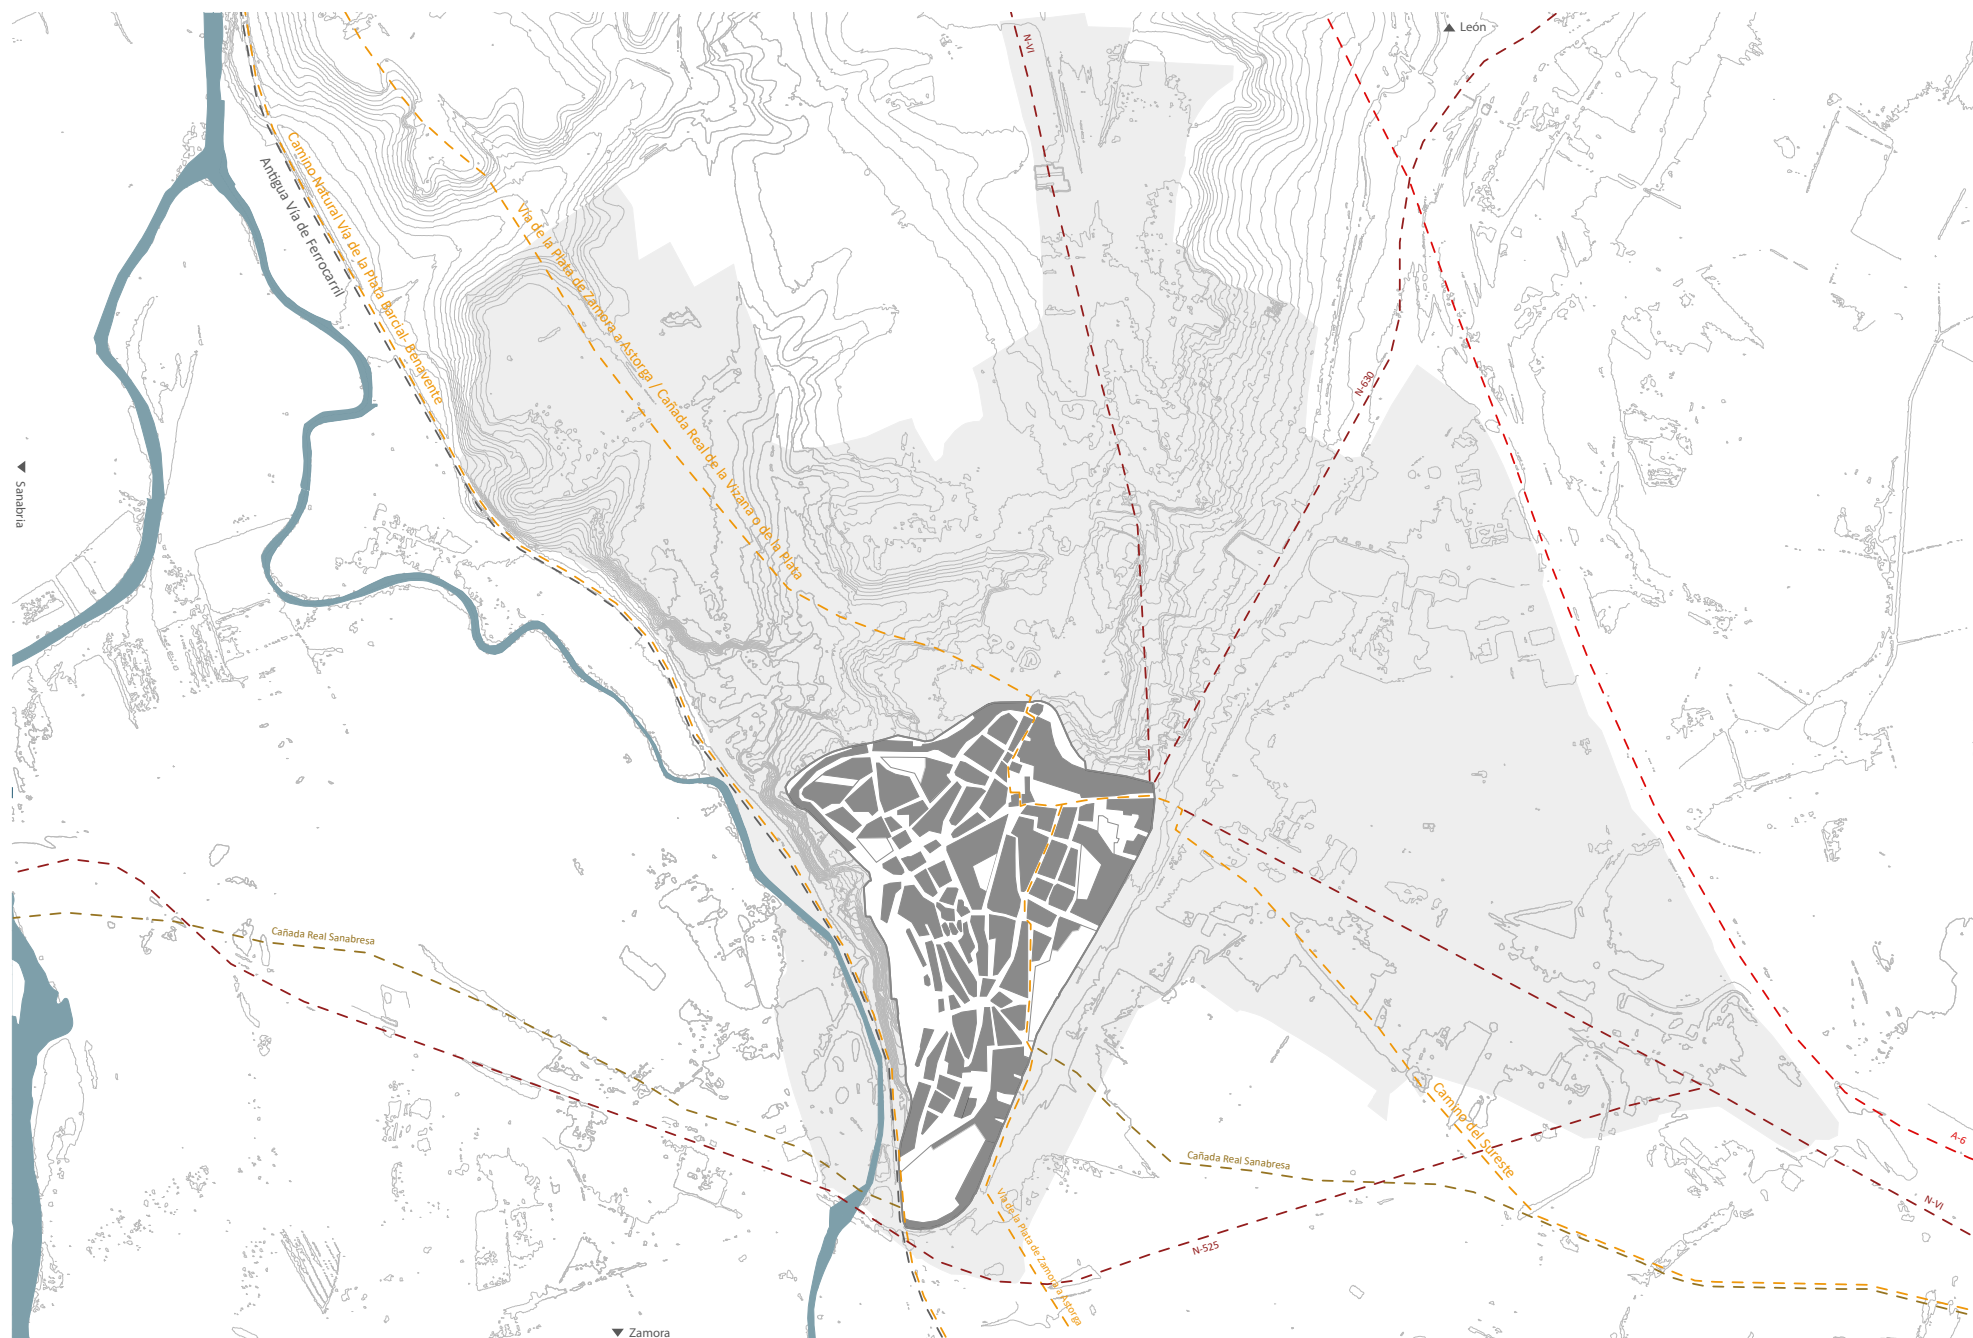 León
N-VI
Camino Natural Vía de la Plata Barcial- Benavente
Antigua Vía de Ferrocarril
Vía de la Plata de Zamora a Astorga / Cañada Real de la Vizana o de la Plata
N-630
Sanabria
Cañada Real Sanabresa
Camino del Sureste
A-6
Cañada Real Sanabresa
N-VI
Vía de la Plata de Zamora a Astorga
N-525
Zamora